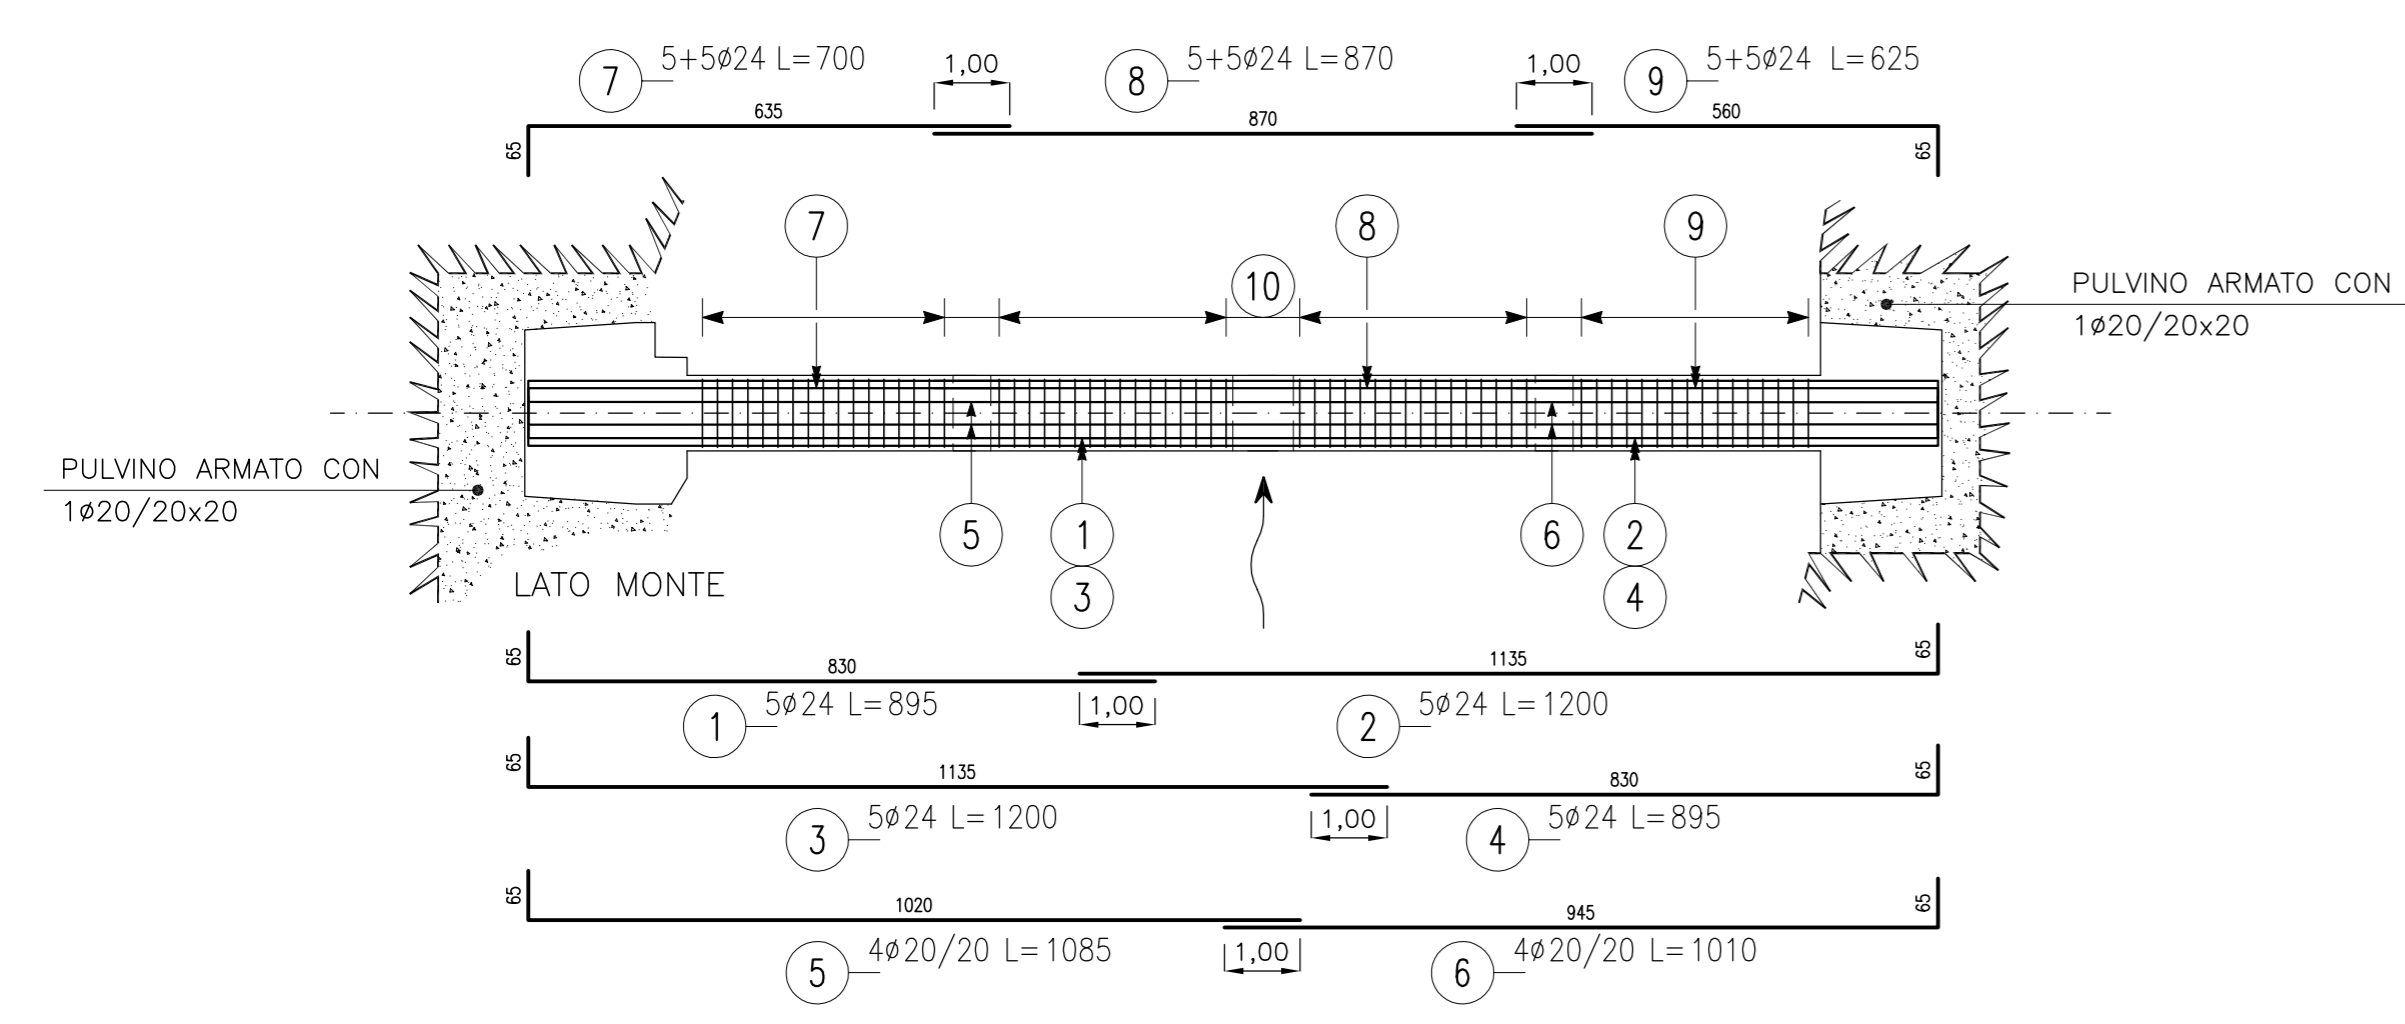 7 5+5ø24 L=700
1,00
8 5+5ø24 L=870
1,00
9 5+5ø24 L=625
635
870
560
65
65
7
8
9
10
PULVINO ARMATO CON
1ø20/20x20
PULVINO ARMATO CON
1ø20/20x20
5
1
3
6
2
4
LATO MONTE
65
830
1135
65
1 5ø24 L=895
1,00
2 5ø24 L=1200
65
1135
830
65
3 5ø24 L=1200
1,00
4 5ø24 L=895
65
1020
945
65
5 4ø20/20 L=1085
1,00
6 4ø20/20 L=1010